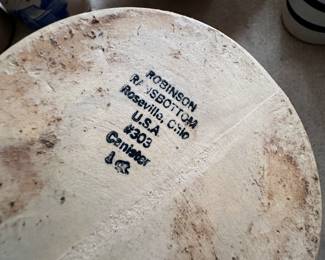 ROBINSON
RANSBOTTOM
Roseville, Ohio
U.S.A
#303
Canister